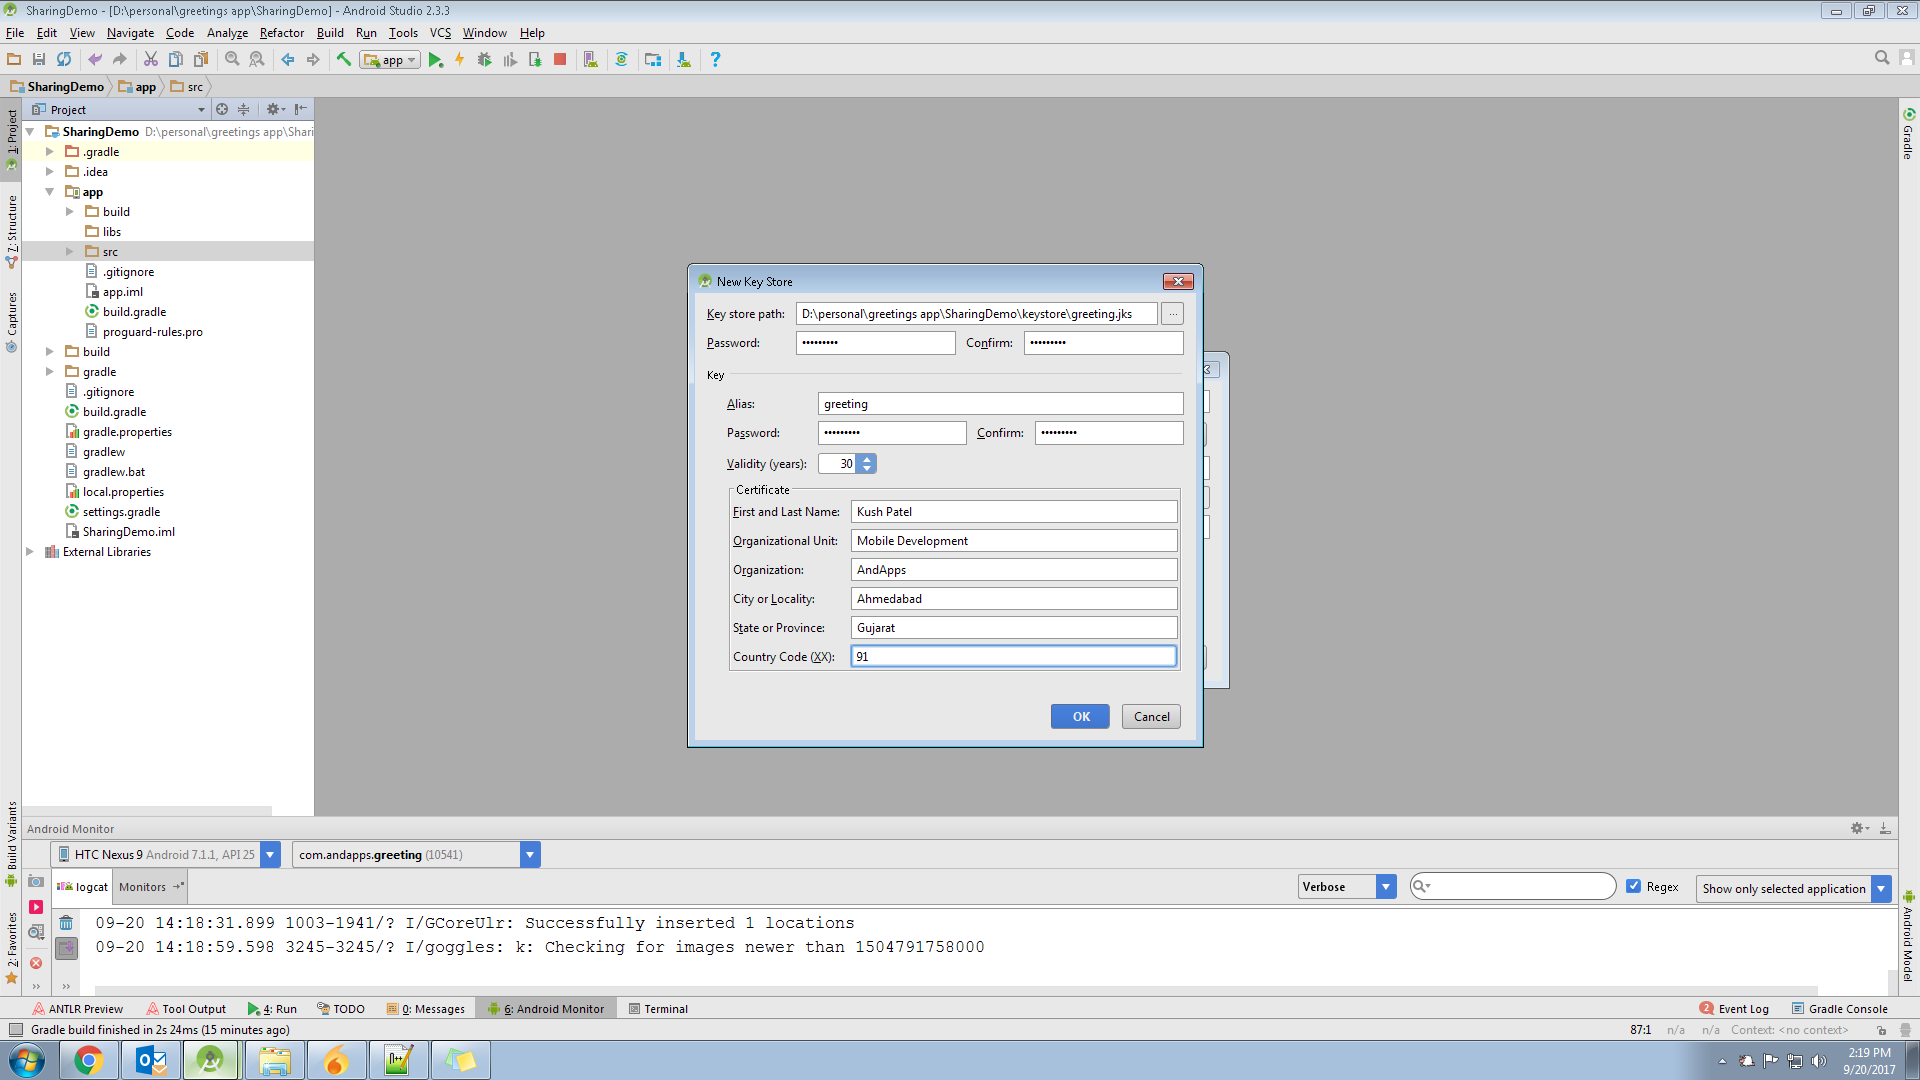 SharingDemo - [D:\personal\greetings app\SharingDemo] - Android Studio 2.3.3
File Edit View Navigate Code Analyze Refactor Build Run Tools VCS Window Help
app
SharingDemo app src
1: Project
7: Structure
Captures
Build Variants
2: Favorites
Project
SharingDemo D:\personal\greetings app\Shari
.gradle
.idea
app
build
libs
src
.gitignore
app.iml
build.gradle
proguard-rules.pro
build
gradle
.gitignore
build.gradle
gradle.properties
gradlew
gradlew.bat
local.properties
settings.gradle
SharingDemo.iml
External Libraries
New Key Store
Key store path: D:\personal\greetings app\SharingDemo\keystore\greeting.jks ...
Password: ••••••••• Confirm: •••••••••
Key
Alias: greeting
Password: ••••••••• Confirm: •••••••••
Validity (years): 30
Certificate
First and Last Name: Kush Patel
Organizational Unit: Mobile Development
Organization: AndApps
City or Locality: Ahmedabad
State or Province: Gujarat
Country Code (XX): 91
OK Cancel
Gradle
Android Model
Android Monitor
HTC Nexus 9 Android 7.1.1, API 25 com.andapps.greeting (10541)
logcat Monitors Verbose Regex Show only selected application
09-20 14:18:31.899 1003-1941/? I/GCoreUlr: Successfully inserted 1 locations
09-20 14:18:59.598 3245-3245/? I/goggles: k: Checking for images newer than 1504791758000
ANTLR Preview Tool Output 4: Run TODO 0: Messages 6: Android Monitor Terminal 2 Event Log Gradle Console
Gradle build finished in 2s 24ms (15 minutes ago) 87:1 n/a n/a Context: <no context>
2:19 PM
9/20/2017